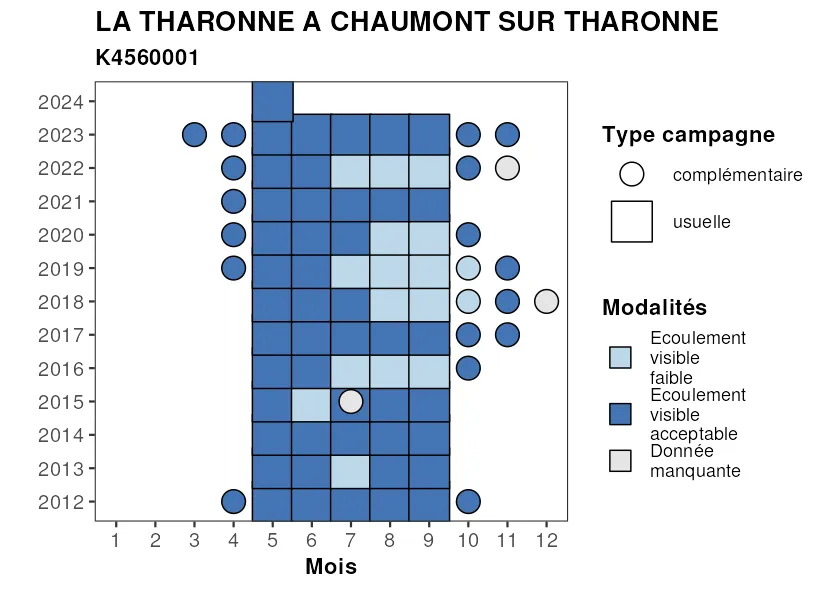 LA THARONNE A CHAUMONT SUR THARONNE
K4560001
2024
2023
2022
2021
2020
2019
2018
2017
2016
2015
2014
2013
2012
1 2 3 4 5 6 7 8 9 10 11 12
Mois
Type campagne
complémentaire
usuelle
Modalités
Ecoulement
visible
faible
Ecoulement
visible
acceptable
Donnée
manquante